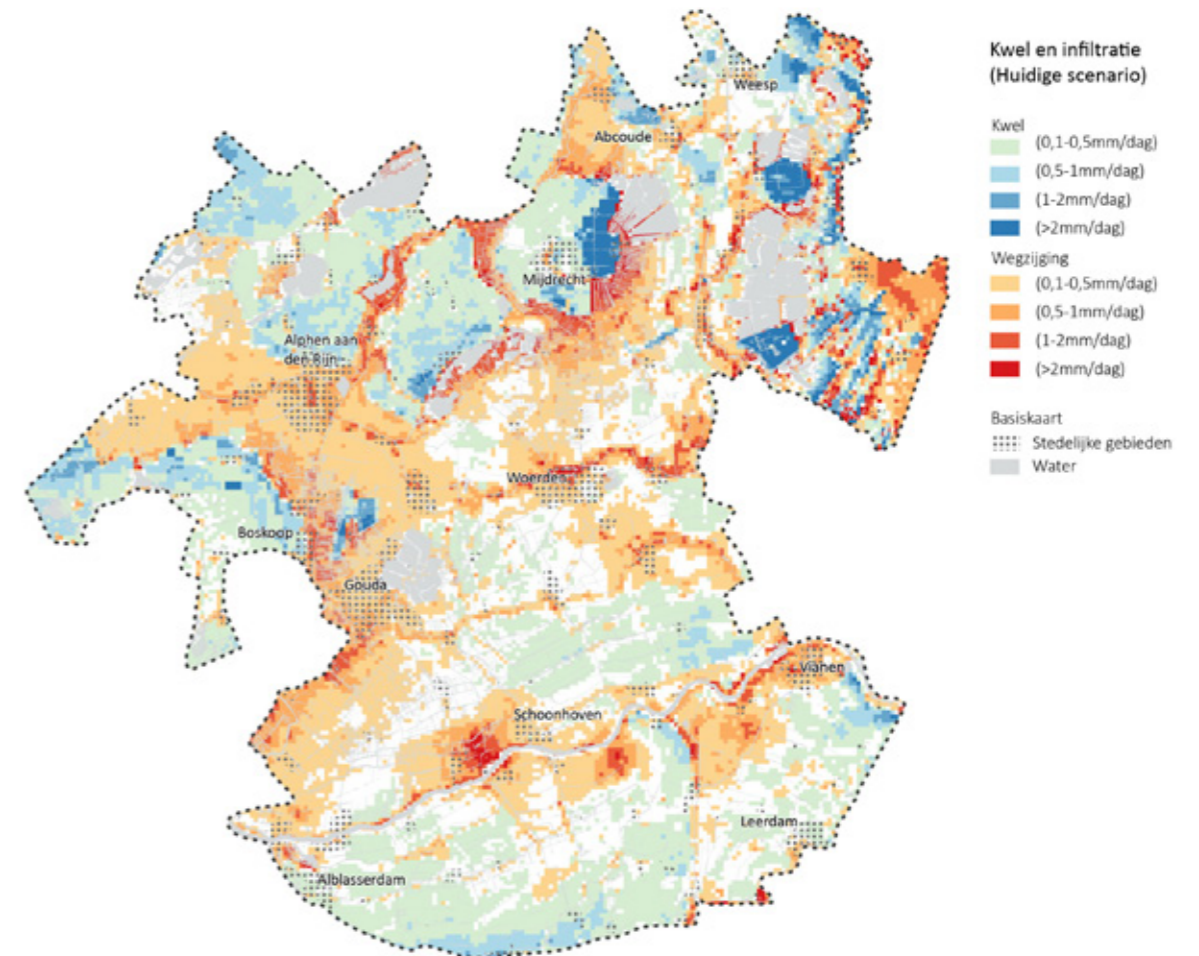 Kwel en infiltratie
(Huidige scenario)
Kwel
(0,1-0,5mm/dag)
(0,5-1mm/dag)
(1-2mm/dag)
(>2mm/dag)
Wegzijging
(0,1-0,5mm/dag)
(0,5-1mm/dag)
(1-2mm/dag)
(>2mm/dag)
Basiskaart
Stedelijke gebieden
Water
Weesp
Abcoude
Mijdrecht
Alphen aan
den Rijn
Woerden
Boskoop
Gouda
Vianen
Schoonhoven
Leerdam
Alblasserdam